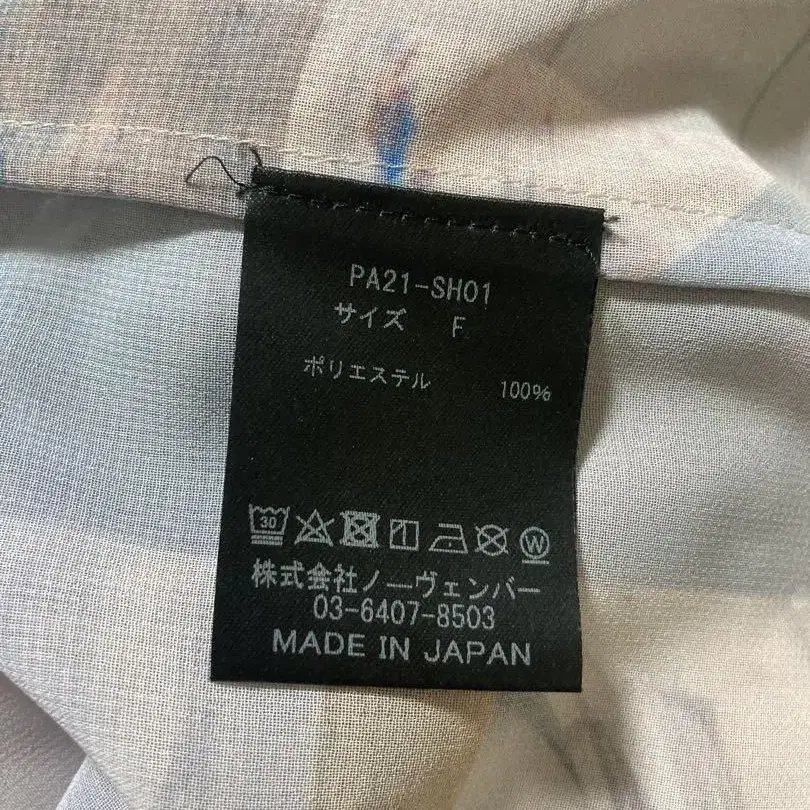 PA21-SH01
サイズ F
ポリエステル 100%
30 W
株式会社ノーヴェンバー
03-6407-8503
MADE IN JAPAN